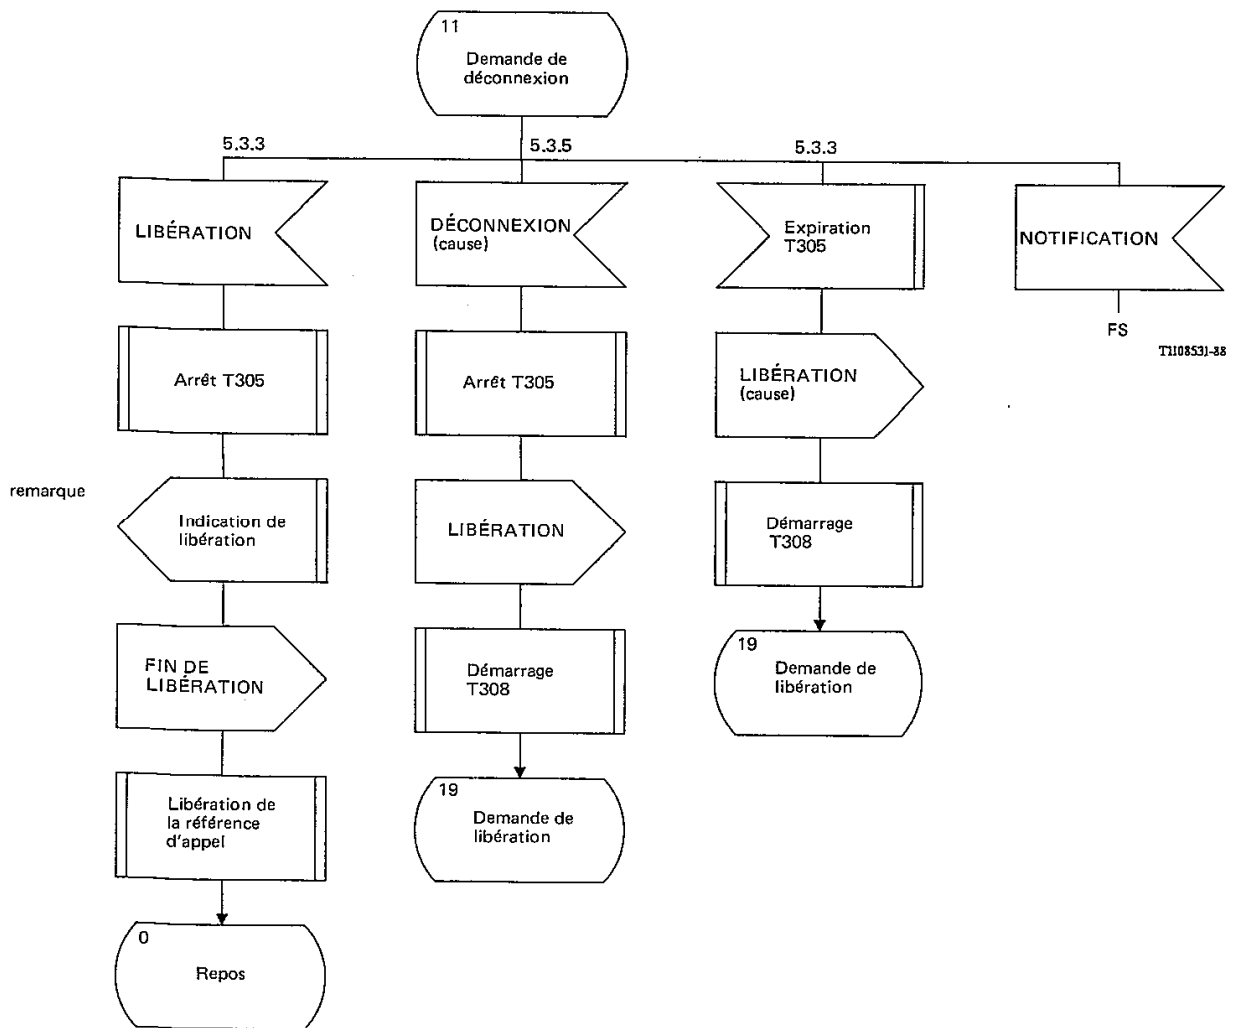 11
Demande de
déconnexion
5.3.3
5.3.5
5.3.3
LIBÉRATION
DÉCONNEXION
(cause)
Expiration
T305
NOTIFICATION
FS
T1108531-88
Arrêt T305
Arrêt T305
LIBÉRATION
(cause)
remarque
Indication de
libération
LIBÉRATION
Démarrage
T308
FIN DE
LIBÉRATION
Démarrage
T308
19
Demande de
libération
Libération de
la référence
d'appel
19
Demande de
libération
0
Repos